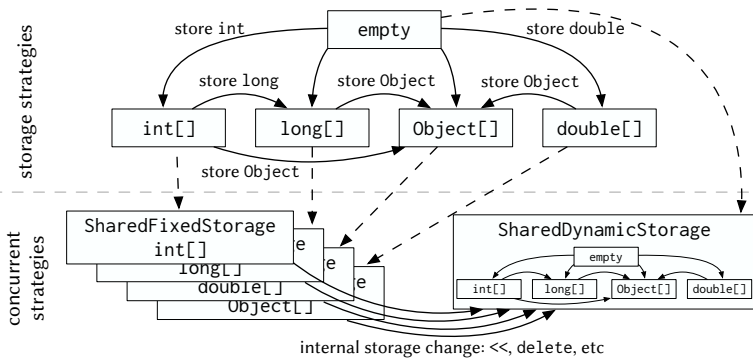 empty
store int
store double
store long
store Object
store Object
int[]
long[]
Object[]
double[]
store Object
storage strategies
concurrent
strategies
SharedFixedStorage
int[]
long[]
double[]
Object[]
SharedDynamicStorage
empty
int[]
long[]
Object[]
double[]
internal storage change: <<, delete, etc